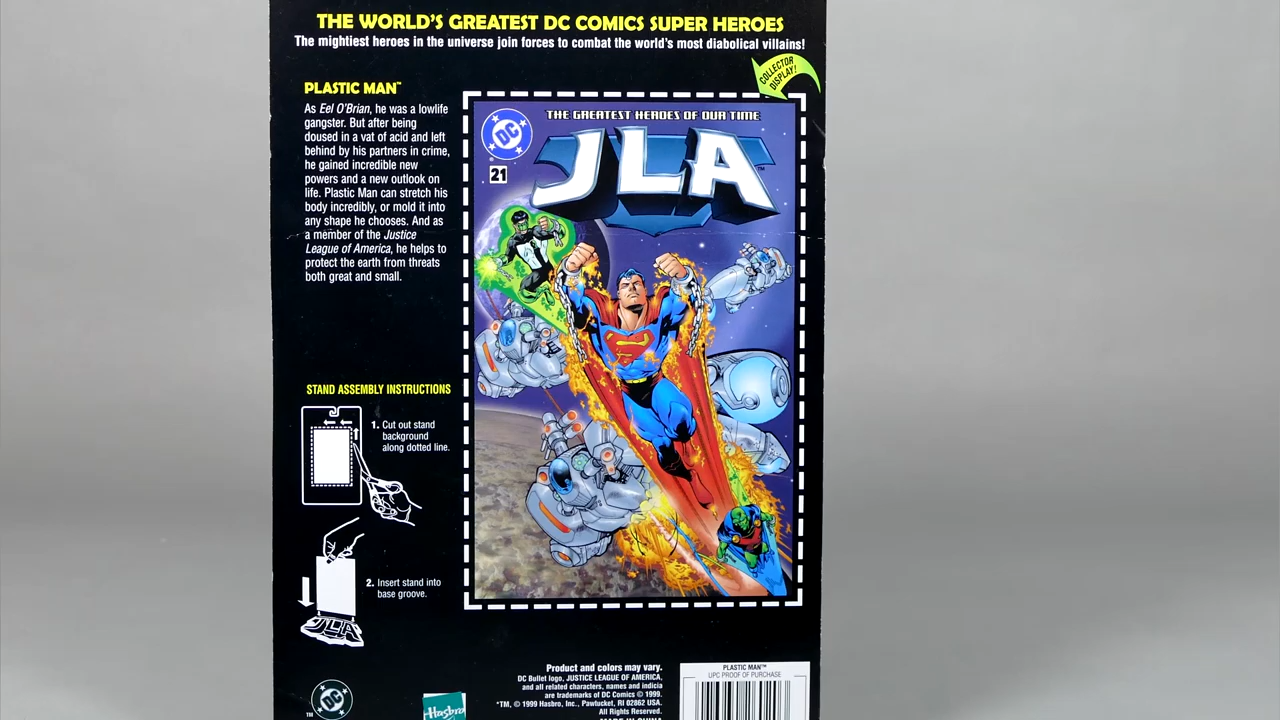 THE WORLD'S GREATEST DC COMICS SUPER HEROES
The mightiest heroes in the universe join forces to combat the world's most diabolical villains!
COLLECTOR
DISPLAY!
PLASTIC MAN™
As Eel O'Brian, he was a lowlife
gangster. But after being
doused in a vat of acid and left
behind by his partners in crime,
he gained incredible new
powers and a new outlook on
life. Plastic Man can stretch his
body incredibly, or mold it into
any shape he chooses. And as
a member of the Justice
League of America, he helps to
protect the earth from threats
both great and small.
THE GREATEST HEROES OF OUR TIME
DC
JLA™
21
STAND ASSEMBLY INSTRUCTIONS
1. Cut out stand
background
along dotted line.
2. Insert stand into
base groove.
JLA
Product and colors may vary.
DC Bullet logo, JUSTICE LEAGUE OF AMERICA,
and all related characters, names and indicia
are trademarks of DC Comics © 1999.
*TM, © 1999 Hasbro, Inc., Pawtucket, RI 02862 USA.
All Rights Reserved.
MADE IN CHINA
PLASTIC MAN™
UPC PROOF OF PURCHASE
DC
TM
Hasbro